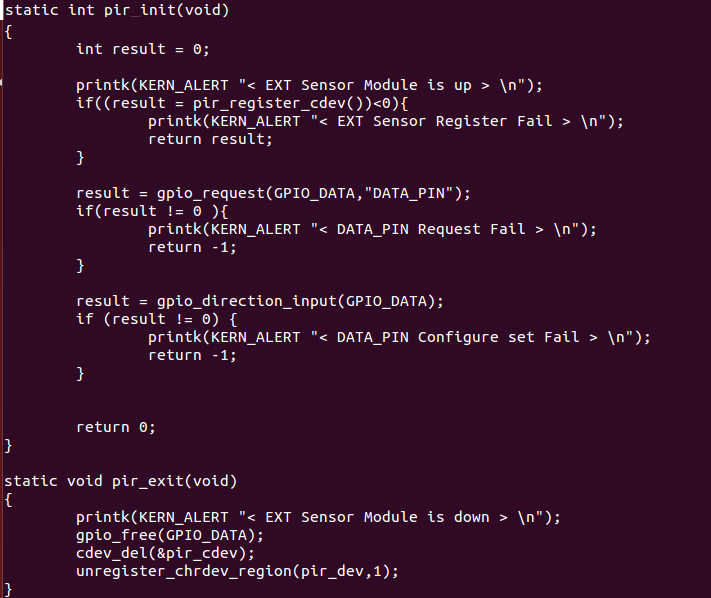 static int pir_init(void)
{
        int result = 0;

        printk(KERN_ALERT "< EXT Sensor Module is up > \n");
        if((result = pir_register_cdev())<0){
                printk(KERN_ALERT "< EXT Sensor Register Fail > \n");
                return result;
        }

        result = gpio_request(GPIO_DATA,"DATA_PIN");
        if(result != 0 ){
                printk(KERN_ALERT "< DATA_PIN Request Fail > \n");
                return -1;
        }

        result = gpio_direction_input(GPIO_DATA);
        if (result != 0) {
                printk(KERN_ALERT "< DATA_PIN Configure set Fail > \n");
                return -1;
        }


        return 0;
}

static void pir_exit(void)
{
        printk(KERN_ALERT "< EXT Sensor Module is down > \n");
        gpio_free(GPIO_DATA);
        cdev_del(&pir_cdev);
        unregister_chrdev_region(pir_dev,1);
}